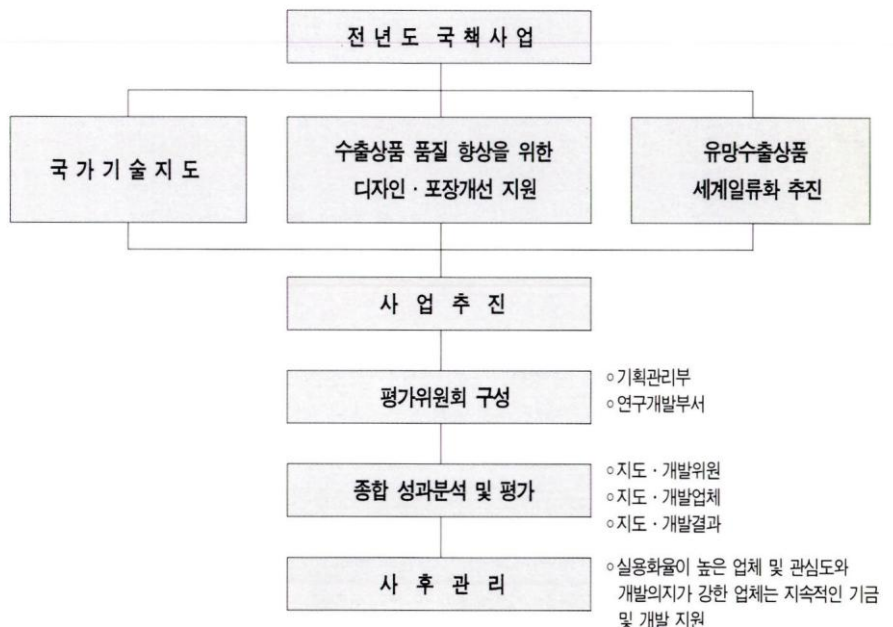 전년도 국책사업
국가기술지도
수출상품 품질 향상을 위한
디자인 · 포장개선 지원
유망수출상품
세계일류화 추진
사업추진
평가위원회 구성
○기획관리부
○연구개발부서
종합 성과분석 및 평가
○지도 · 개발위원
○지도 · 개발업체
○지도 · 개발결과
사후관리
○실용화율이 높은 업체 및 관심도와
개발의지가 강한 업체는 지속적인 기금
및 개발 지원